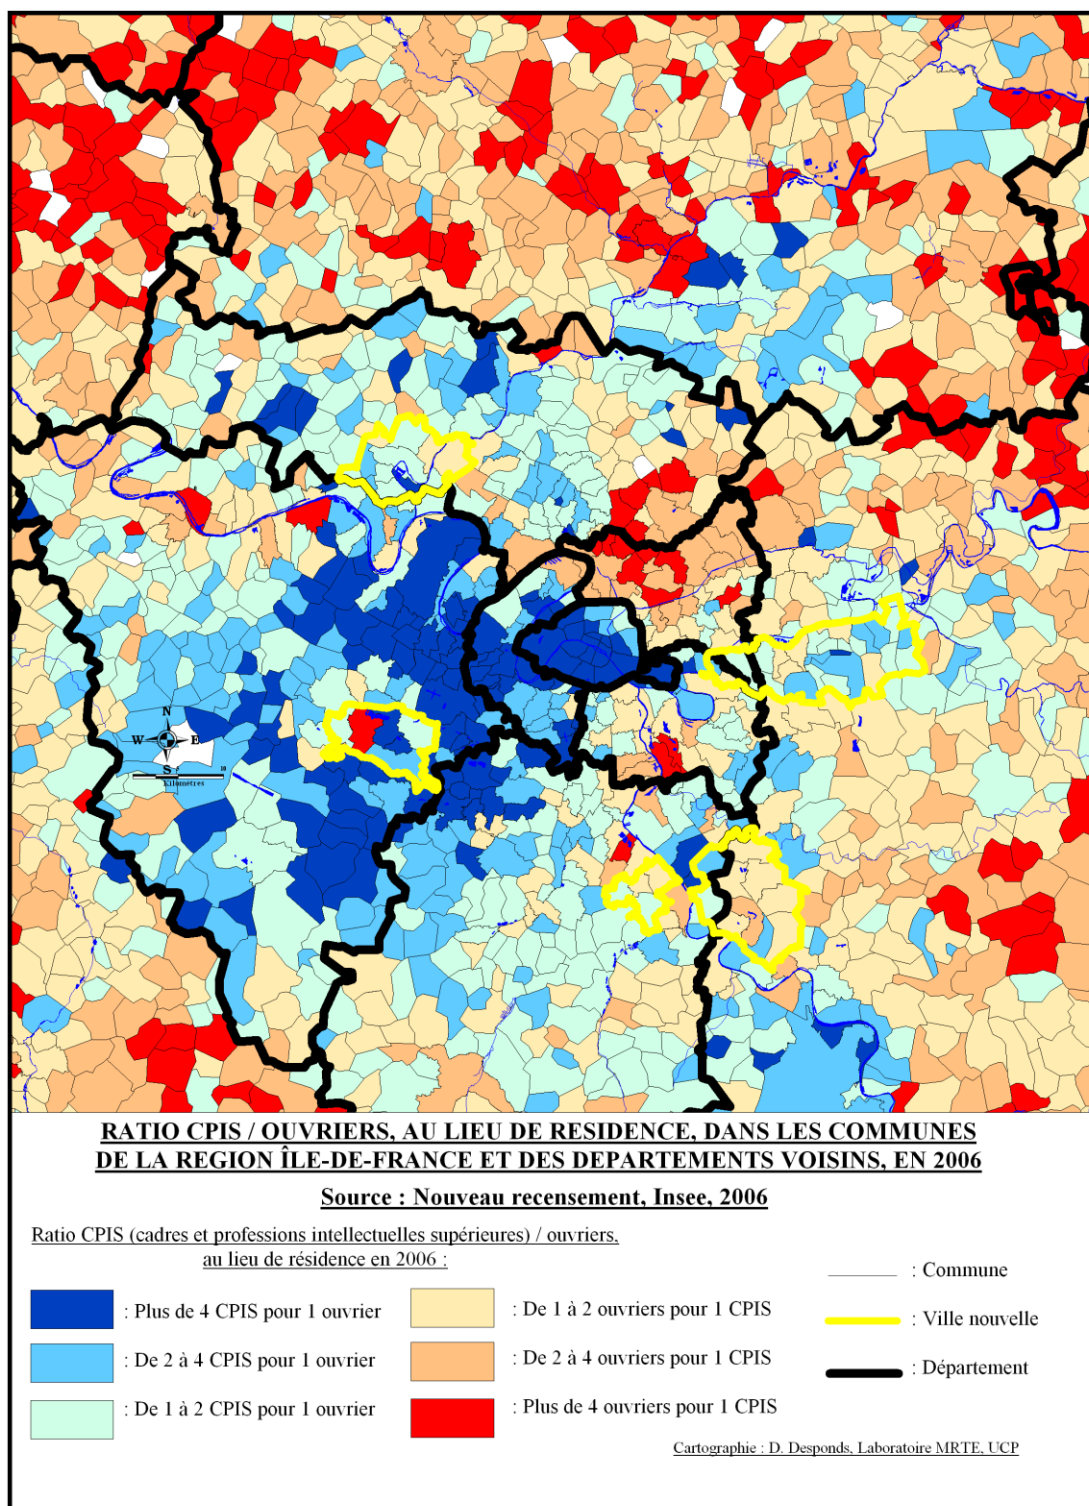 N
W E
S
10
Kilomètres
RATIO CPIS / OUVRIERS, AU LIEU DE RESIDENCE, DANS LES COMMUNES
DE LA REGION ÎLE-DE-FRANCE ET DES DEPARTEMENTS VOISINS, EN 2006
Source : Nouveau recensement, Insee, 2006
Ratio CPIS (cadres et professions intellectuelles supérieures) / ouvriers,
au lieu de résidence en 2006 :
: Plus de 4 CPIS pour 1 ouvrier
: De 2 à 4 CPIS pour 1 ouvrier
: De 1 à 2 CPIS pour 1 ouvrier
: De 1 à 2 ouvriers pour 1 CPIS
: De 2 à 4 ouvriers pour 1 CPIS
: Plus de 4 ouvriers pour 1 CPIS
: Commune
: Ville nouvelle
: Département
Cartographie : D. Desponds, Laboratoire MRTE, UCP